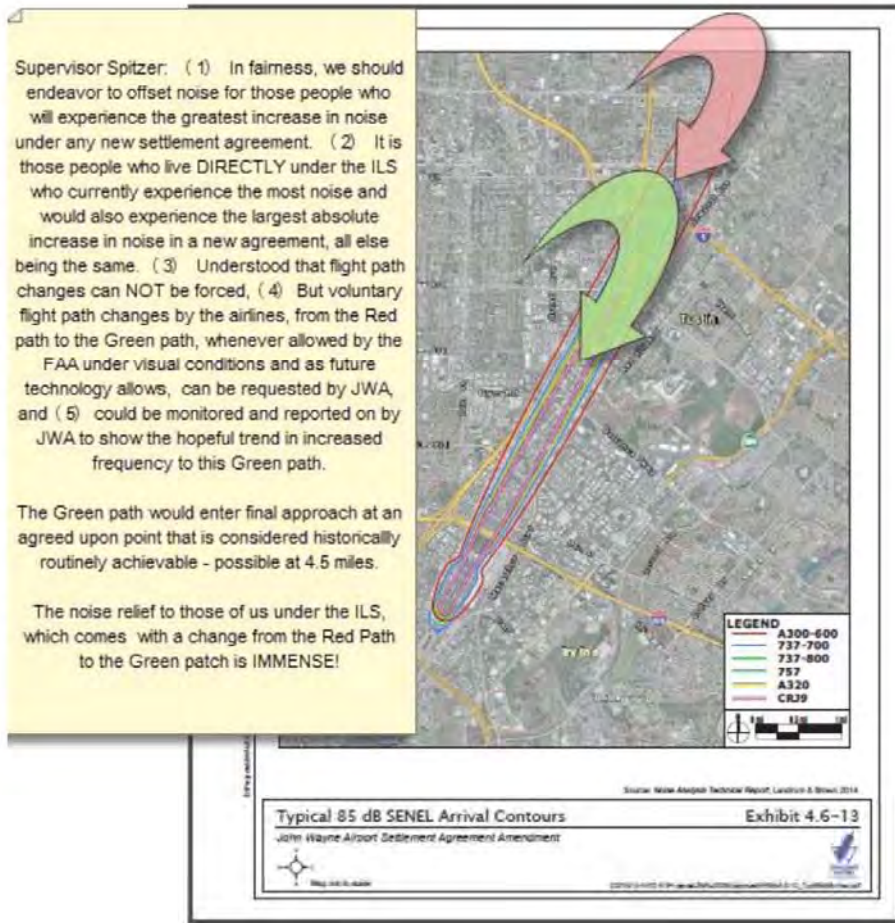 Supervisor Spitzer: (1) In fairness, we should
endeavor to offset noise for those people who
will experience the greatest increase in noise
under any new settlement agreement. (2) It is
those people who live DIRECTLY under the ILS
who currently experience the most noise and
would also experience the largest absolute
increase in noise in a new agreement, all else
being the same. (3) Understood that flight path
changes can NOT be forced, (4) But voluntary
flight path changes by the airlines, from the Red
path to the Green path, whenever allowed by the
FAA under visual conditions and as future
technology allows, can be requested by JWA,
and (5) could be monitored and reported on by
JWA to show the hopeful trend in increased
frequency to this Green path.
The Green path would enter final approach at an
agreed upon point that is considered historically
routinely achievable - possible at 4.5 miles.
The noise relief to those of us under the ILS,
which comes with a change from the Red Path
to the Green patch is IMMENSE!
Tustin
LEGEND
A300-600
737-700
737-800
757
A320
CRJ9
Source: Noise Analysis Technical Report, Landrum & Brown 2014
Typical 85 dB SENEL Arrival Contours
Exhibit 4.6-13
John Wayne Airport Settlement Agreement Amendment